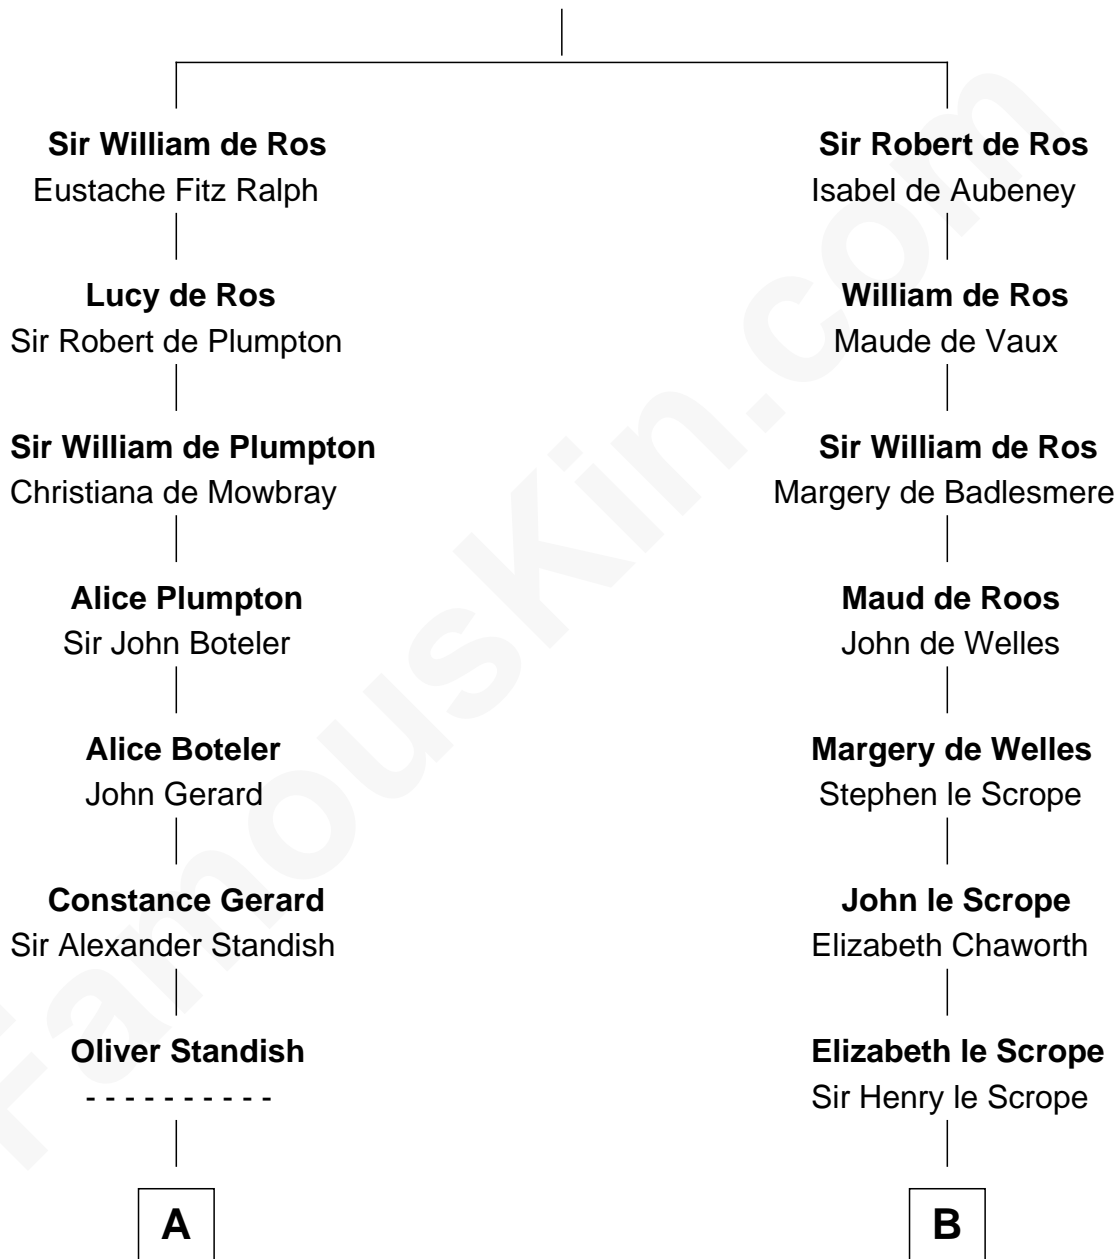 Sir William de Ros
Eustache Fitz Ralph
Lucy de Ros
Sir Robert de Plumpton
Sir William de Plumpton
Christiana de Mowbray
Alice Plumpton
Sir John Boteler
Alice Boteler
John Gerard
Constance Gerard
Sir Alexander Standish
Oliver Standish
- - - - - - - - - -
A
Sir Robert de Ros
Isabel de Aubeney
William de Ros
Maude de Vaux
Sir William de Ros
Margery de Badlesmere
Maud de Roos
John de Welles
Margery de Welles
Stephen le Scrope
John le Scrope
Elizabeth Chaworth
Elizabeth le Scrope
Sir Henry le Scrope
B
FamousKin.com